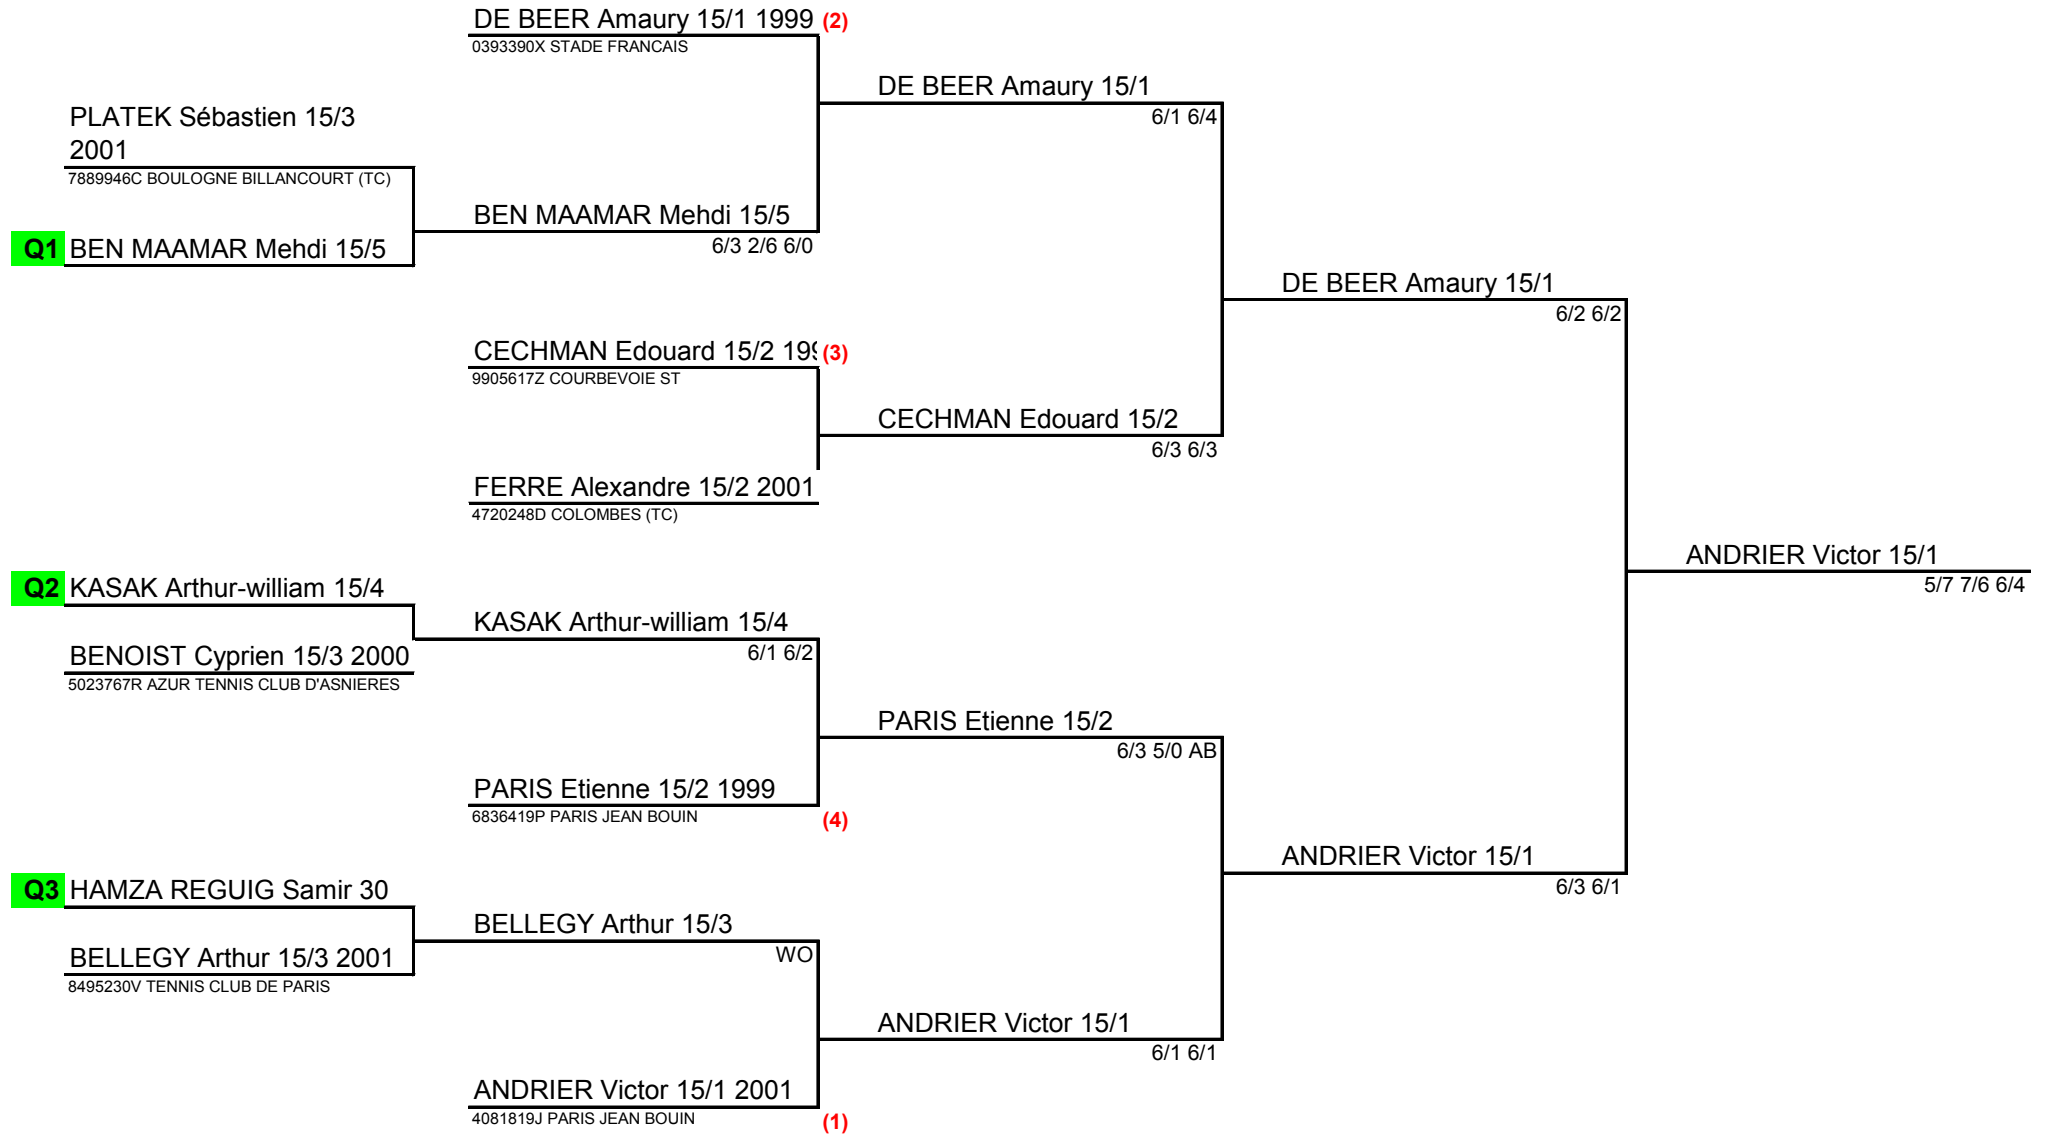 DE BEER Amaury 15/1 1999 (2)
0393390X STADE FRANCAIS
DE BEER Amaury 15/1
6/1 6/4
PLATEK Sébastien 15/3
2001
7889946C BOULOGNE BILLANCOURT (TC)
BEN MAAMAR Mehdi 15/5
6/3 2/6 6/0
Q1 BEN MAAMAR Mehdi 15/5
DE BEER Amaury 15/1
6/2 6/2
CECHMAN Edouard 15/2 199 (3)
9905617Z COURBEVOIE ST
CECHMAN Edouard 15/2
6/3 6/3
FERRE Alexandre 15/2 2001
4720248D COLOMBES (TC)
ANDRIER Victor 15/1
5/7 7/6 6/4
Q2 KASAK Arthur-william 15/4
KASAK Arthur-william 15/4
6/1 6/2
BENOIST Cyprien 15/3 2000
5023767R AZUR TENNIS CLUB D'ASNIERES
PARIS Etienne 15/2
6/3 5/0 AB
PARIS Etienne 15/2 1999
6836419P PARIS JEAN BOUIN (4)
ANDRIER Victor 15/1
6/3 6/1
Q3 HAMZA REGUIG Samir 30
BELLEGY Arthur 15/3
WO
BELLEGY Arthur 15/3 2001
8495230V TENNIS CLUB DE PARIS
ANDRIER Victor 15/1
6/1 6/1
ANDRIER Victor 15/1 2001
4081819J PARIS JEAN BOUIN (1)